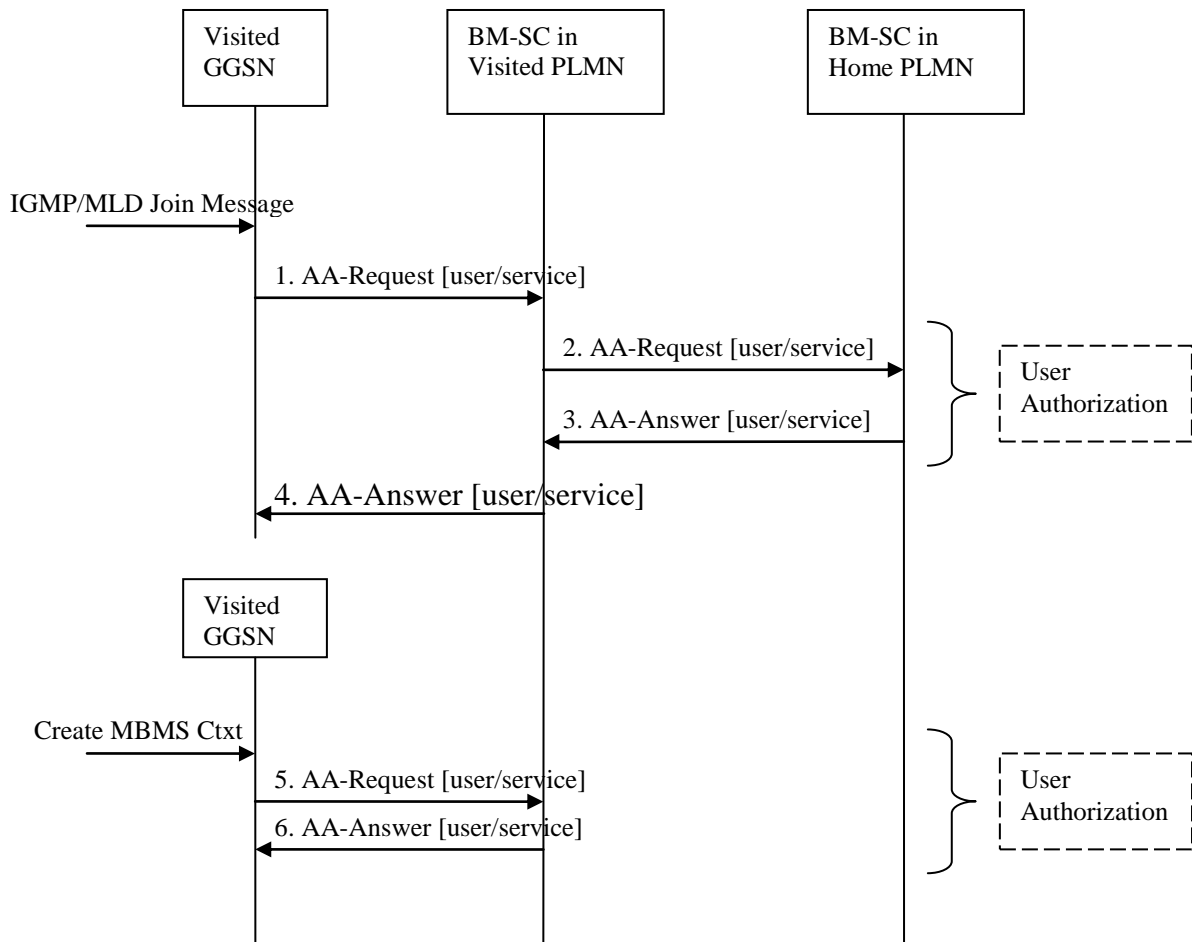 Visited
GGSN
BM-SC in
Visited PLMN
BM-SC in
Home PLMN
IGMP/MLD Join Message
1. AA-Request [user/service]
2. AA-Request [user/service]
3. AA-Answer [user/service]
User
Authorization
4. AA-Answer [user/service]
Visited
GGSN
Create MBMS Ctxt
5. AA-Request [user/service]
6. AA-Answer [user/service]
User
Authorization